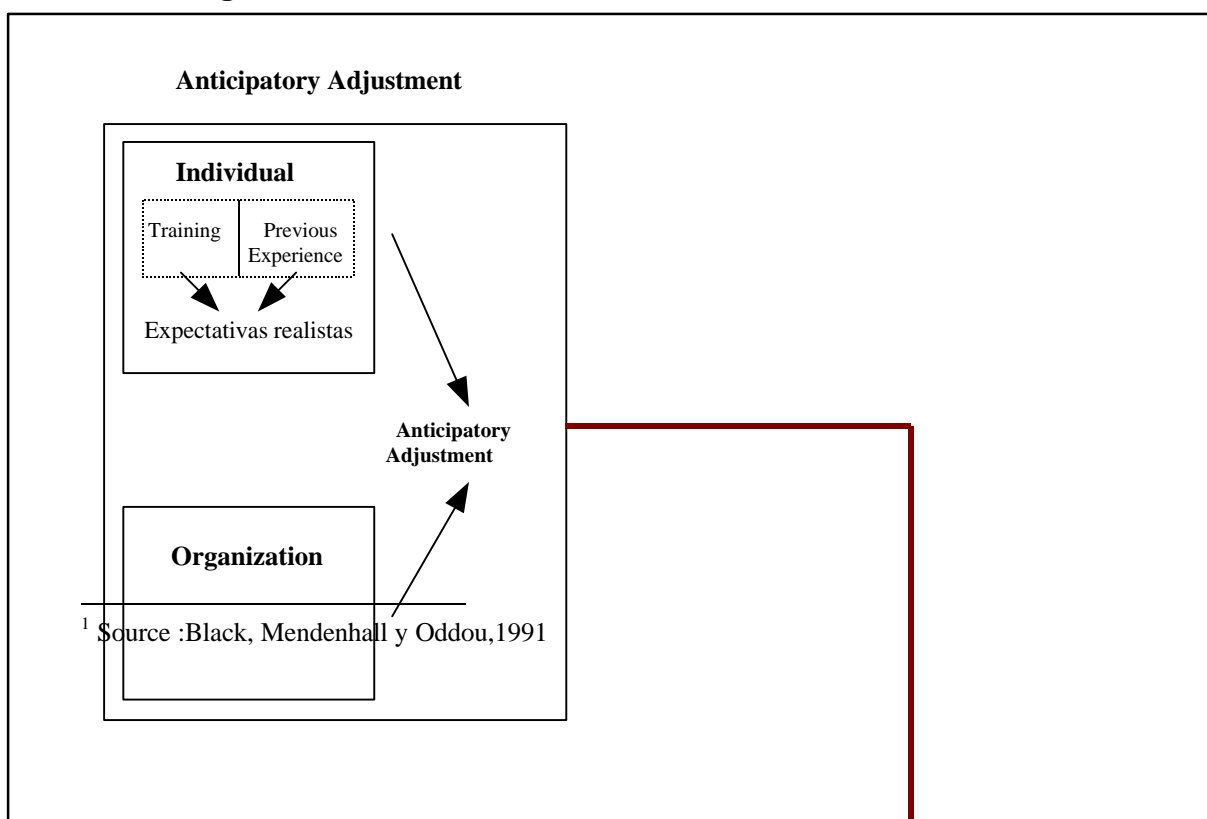 Anticipatory Adjustment
Individual
Training
Previous
Experience
Expectativas realistas
Anticipatory
Adjustment
Organization
1 Source :Black, Mendenhall y Oddou,1991